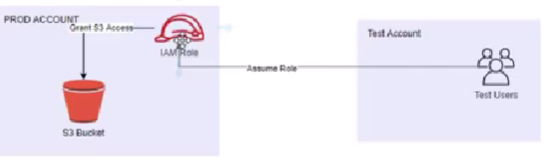 PROD ACCOUNT
Grant S3 Access
IAM Role
S3 Bucket
Assume Role
Test Account
Test Users